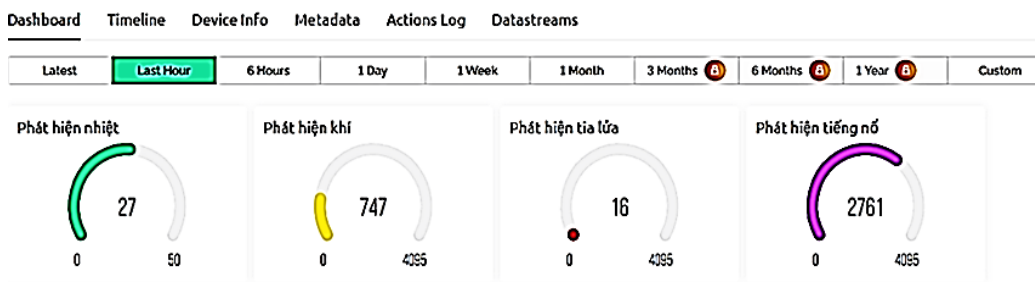 Dashboard Timeline Device Info Metadata Actions Log Datastreams
Latest Last Hour 6 Hours 1 Day 1 Week 1 Month 3 Months 6 Months 1 Year Custom
Phát hiện nhiệt Phát hiện khí Phát hiện tia lửa Phát hiện tiếng nổ
27 747 16 2761
0 50 0 4095 0 4095 0 4095